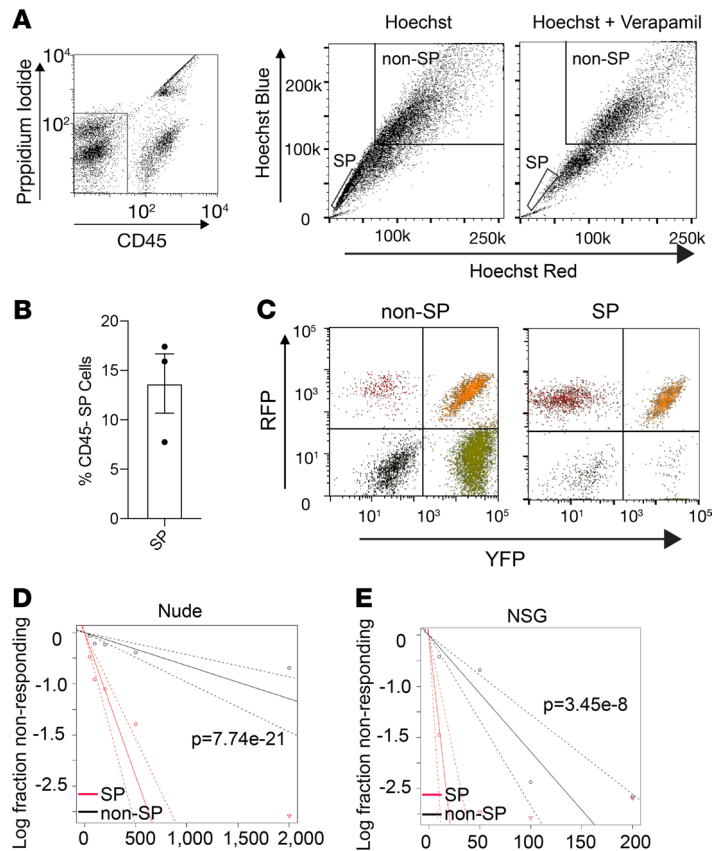 A
Hoechst
Hoechst + Verapamil
Prppidium Iodide
10^4
10^2
10^2
10^4
CD45
Hoechst Blue
200k
100k
0
non-SP
SP
100k
250k
non-SP
SP
100k
250k
Hoechst Red
B
% CD45- SP Cells
20
15
10
5
0
SP
C
non-SP
SP
RFP
10^5
10^3
10^1
0
10^1
10^3
10^5
10^1
10^3
10^5
YFP
D
Nude
Log fraction non-responding
0
-1.0
-1.5
-2.5
p=7.74e-21
SP
non-SP
0
500
1,000
1,500
2,000
E
NSG
Log fraction non-responding
0
-1.0
-1.5
-2.5
p=3.45e-8
SP
non-SP
0
50
100
150
200